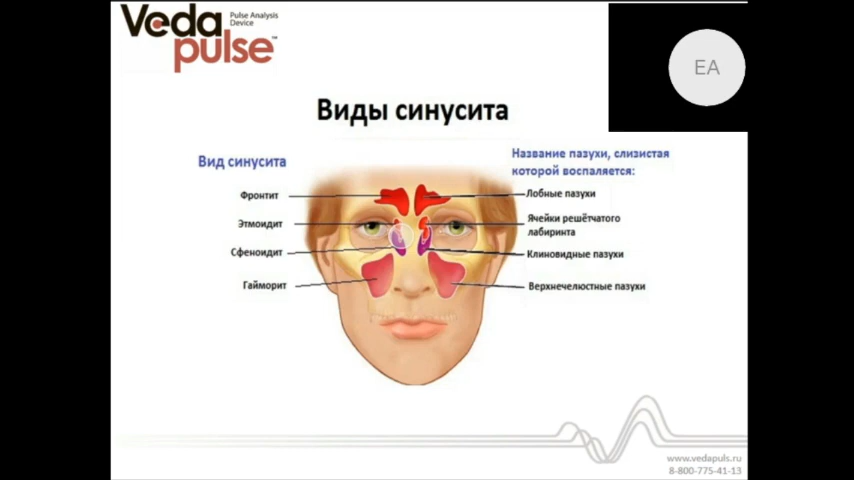 Veda Pulse Analysis
Device
pulse™
EA
Виды синусита
Вид синусита
Название пазухи, слизистая
которой воспаляется:
Фронтит
Лобные пазухи
Этмоидит
Ячейки решётчатого
лабиринта
Сфеноидит
Клиновидные пазухи
Гайморит
Верхнечелюстные пазухи
www.vedapuls.ru
8-800-775-41-13